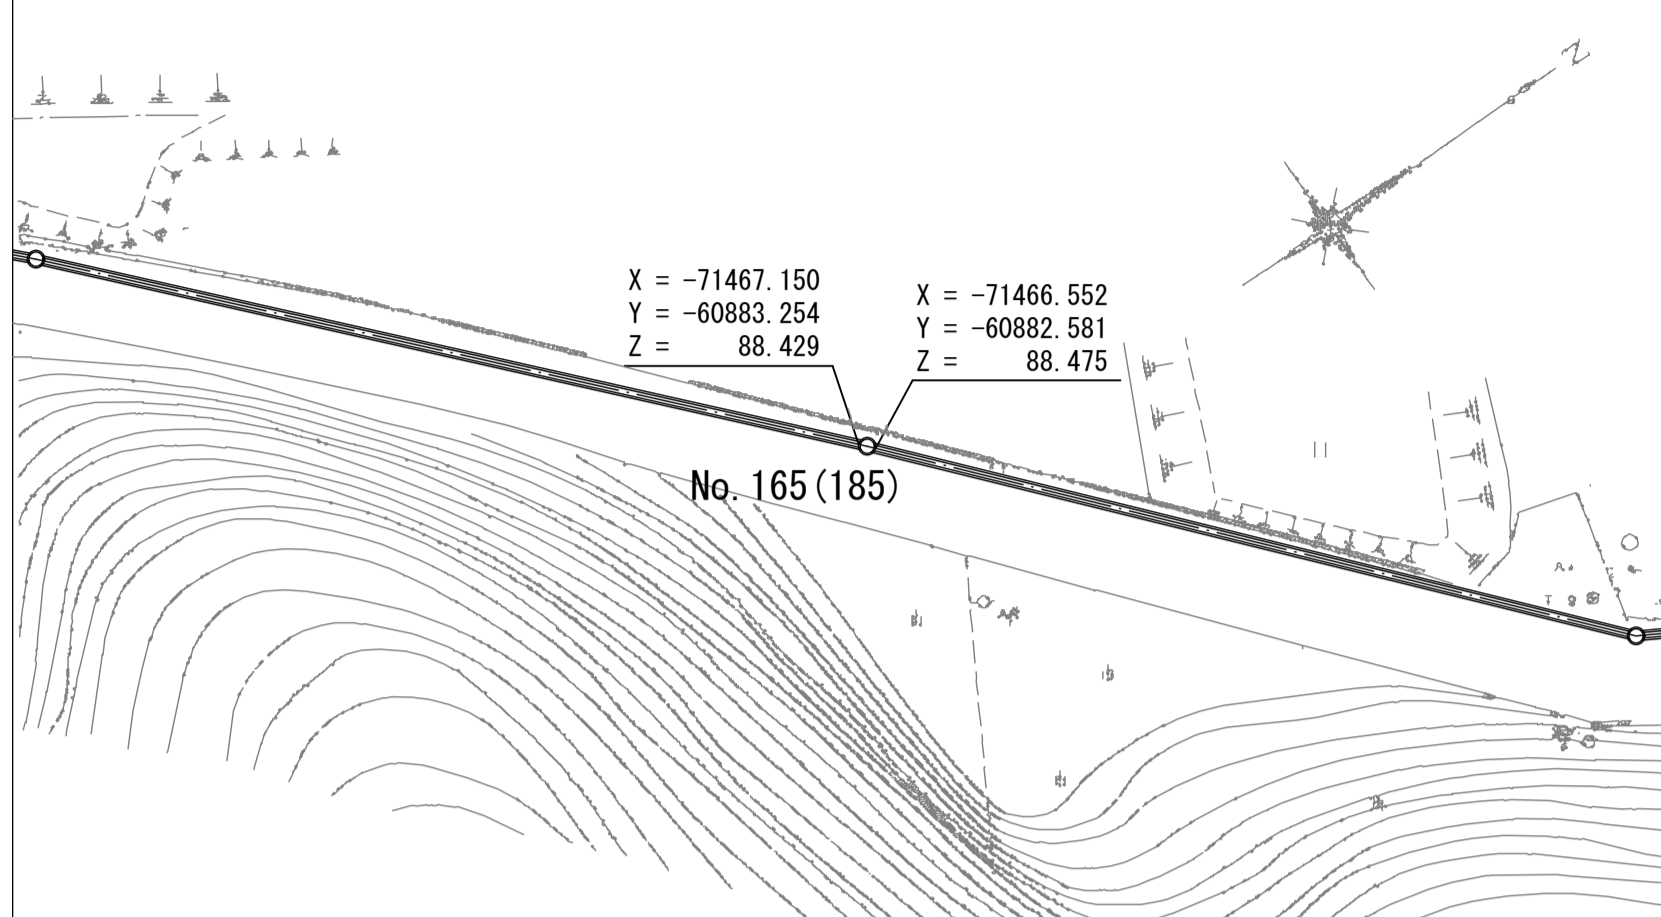 N
X = -71467.150
Y = -60883.254
Z = 88.429
X = -71466.552
Y = -60882.581
Z = 88.475
No.165(185)